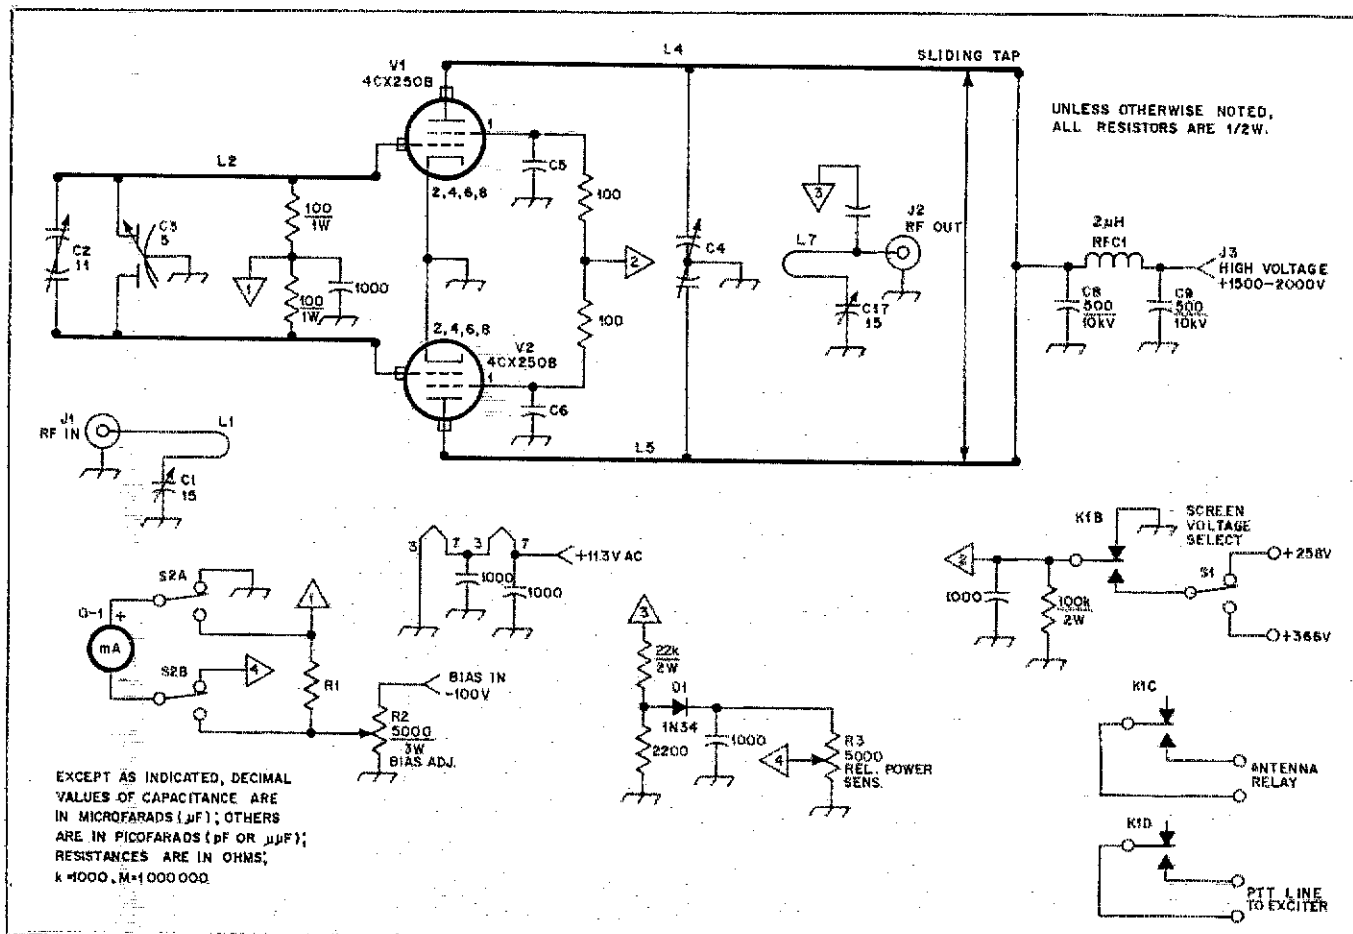 L4
SLIDING TAP
V1
4CX250B
1
UNLESS OTHERWISE NOTED,
ALL RESISTORS ARE 1/2W.
L2
C5
2,4,6,8
100
100
1W
C3
5
C2
11
1
1000
100
1W
2
100
C4
3
J2
RF OUT
L7
C17
15
2µH
RFC1
J3
HIGH VOLTAGE
+1500-2000V
C8
500
10kV
C9
500
10kV
2,4,6,8
V2
4CX250B
1
C6
L5
J1
RF IN
L1
C1
15
3
7
3
7
+11.3V AC
1000
1000
K1B
SCREEN
VOLTAGE
SELECT
2
1000
100k
2W
S1
+258V
+366V
S2A
0-1
+
mA
1
S2B
4
R1
BIAS IN
-100V
R2
5000
3W
BIAS ADJ.
3
22k
2W
D1
1N34
2200
1000
4
R3
5000
REL. POWER
SENS.
K1C
ANTENNA
RELAY
K1D
PTT LINE
TO EXCITER
EXCEPT AS INDICATED, DECIMAL
VALUES OF CAPACITANCE ARE
IN MICROFARADS (µF); OTHERS
ARE IN PICOFARADS (pF OR µµF);
RESISTANCES ARE IN OHMS;
k=1000, M=1000000